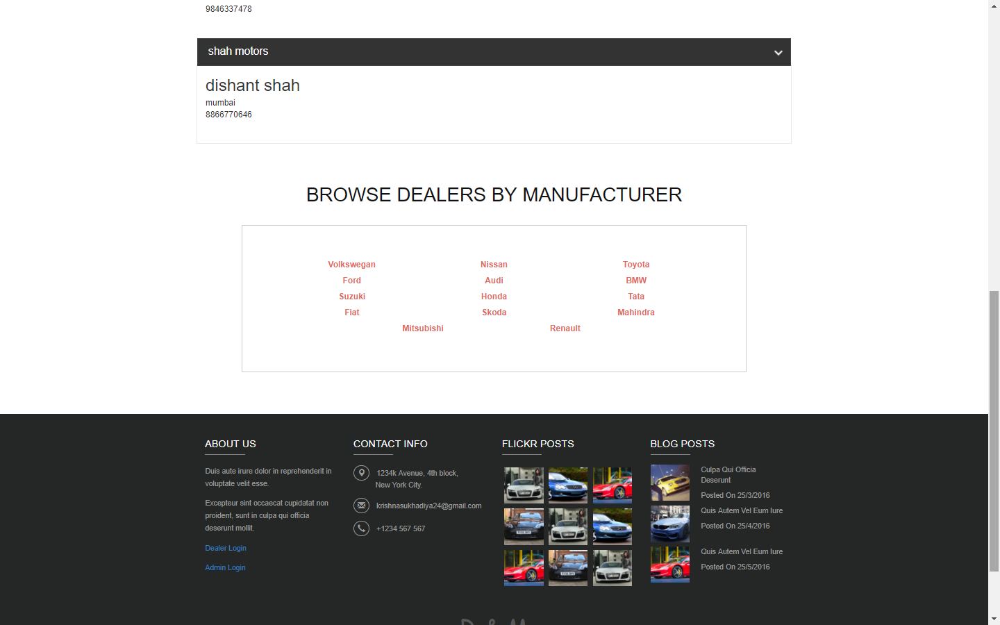 9846337478
shah motors
dishant shah
mumbai
8866770646
BROWSE DEALERS BY MANUFACTURER
Volkswegan Nissan Toyota
Ford Audi BMW
Suzuki Honda Tata
Fiat Skoda Mahindra
Mitsubishi Renault
ABOUT US
Duis aute irure dolor in reprehenderit in
voluptate velit esse.
Excepteur sint occaecat cupidatat non
proident, sunt in culpa qui officia
deserunt mollit.
Dealer Login
Admin Login
CONTACT INFO
1234k Avenue, 4th block,
New York City.
krishnasukhadiya24@gmail.com
+1234 567 567
FLICKR POSTS
BLOG POSTS
Culpa Qui Officia
Deserunt
Posted On 25/3/2016
Quis Autem Vel Eum Iure
Posted On 25/4/2016
Quis Autem Vel Eum Iure
Posted On 25/5/2016